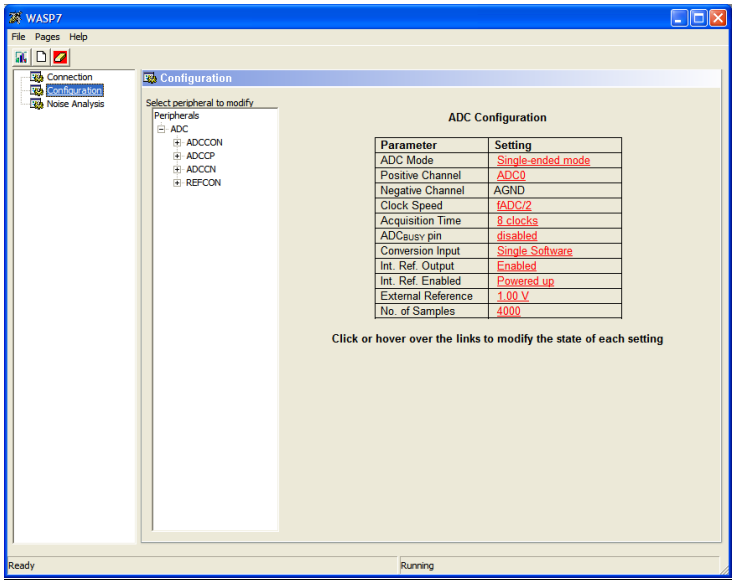 WASP7
File Pages Help
Connection
Configuration
Noise Analysis
Configuration
Select peripheral to modify
Peripherals
ADC
ADCCON
ADCCP
ADCCN
REFCON
ADC Configuration
Parameter Setting
ADC Mode Single-ended mode
Positive Channel ADC0
Negative Channel AGND
Clock Speed fADC/2
Acquisition Time 8 clocks
ADCBUSY pin disabled
Conversion Input Single Software
Int. Ref. Output Enabled
Int. Ref. Enabled Powered up
External Reference 1.00 V
No. of Samples 4000
Click or hover over the links to modify the state of each setting
Ready Running